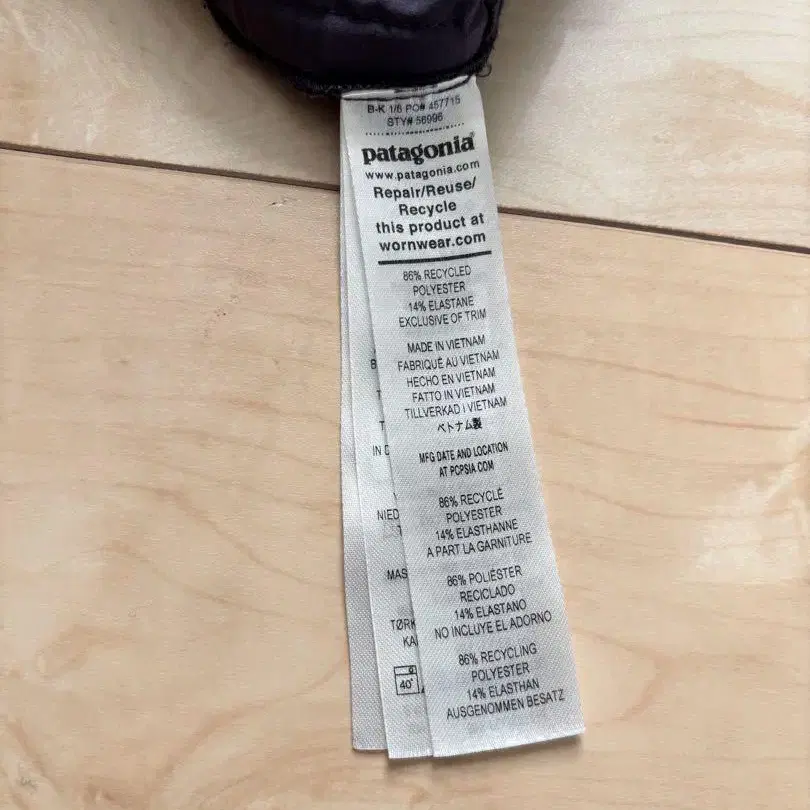 B-K 1/6 PO# 457715
STY# 56996
patagonia®
www.patagonia.com
Repair/Reuse/
Recycle
this product at
wornwear.com
86% RECYCLED
POLYESTER
14% ELASTANE
EXCLUSIVE OF TRIM
MADE IN VIETNAM
FABRIQUÉ AU VIETNAM
HECHO EN VIETNAM
FATTO IN VIETNAM
TILLVERKAD I VIETNAM
ベトナム製
MFG DATE AND LOCATION
AT PCPSIA.COM
86% RECYCLÉ
POLYESTER
14% ELASTHANNE
A PART LA GARNITURE
86% POLIÉSTER
RECICLADO
14% ELASTANO
NO INCLUYE EL ADORNO
86% RECYCLING
POLYESTER
14% ELASTHAN
AUSGENOMMEN BESATZ
40°